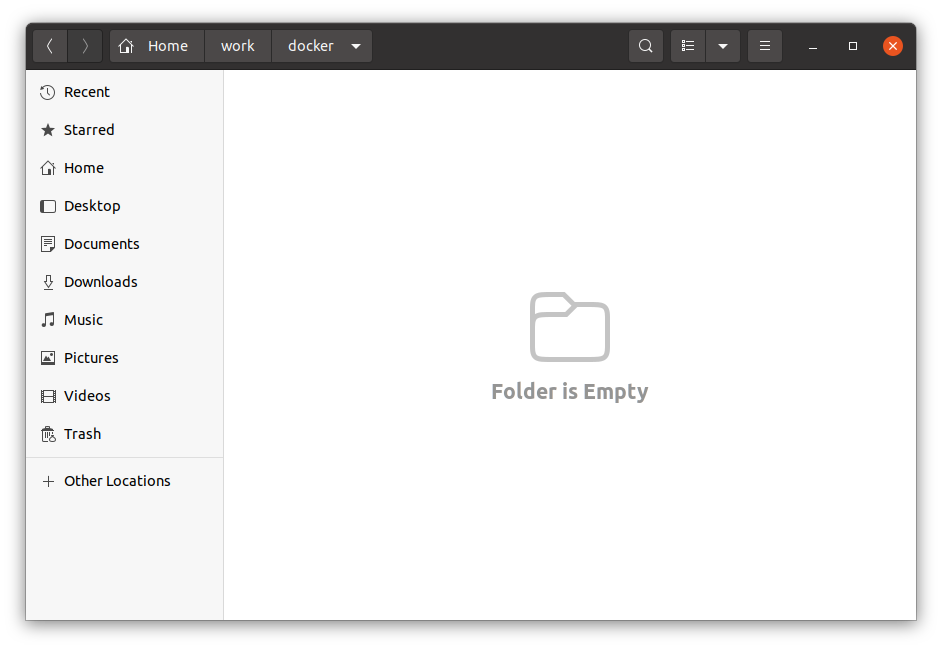 Home work docker
Recent
Starred
Home
Desktop
Documents
Downloads
Music
Pictures
Videos
Trash
Other Locations
Folder is Empty